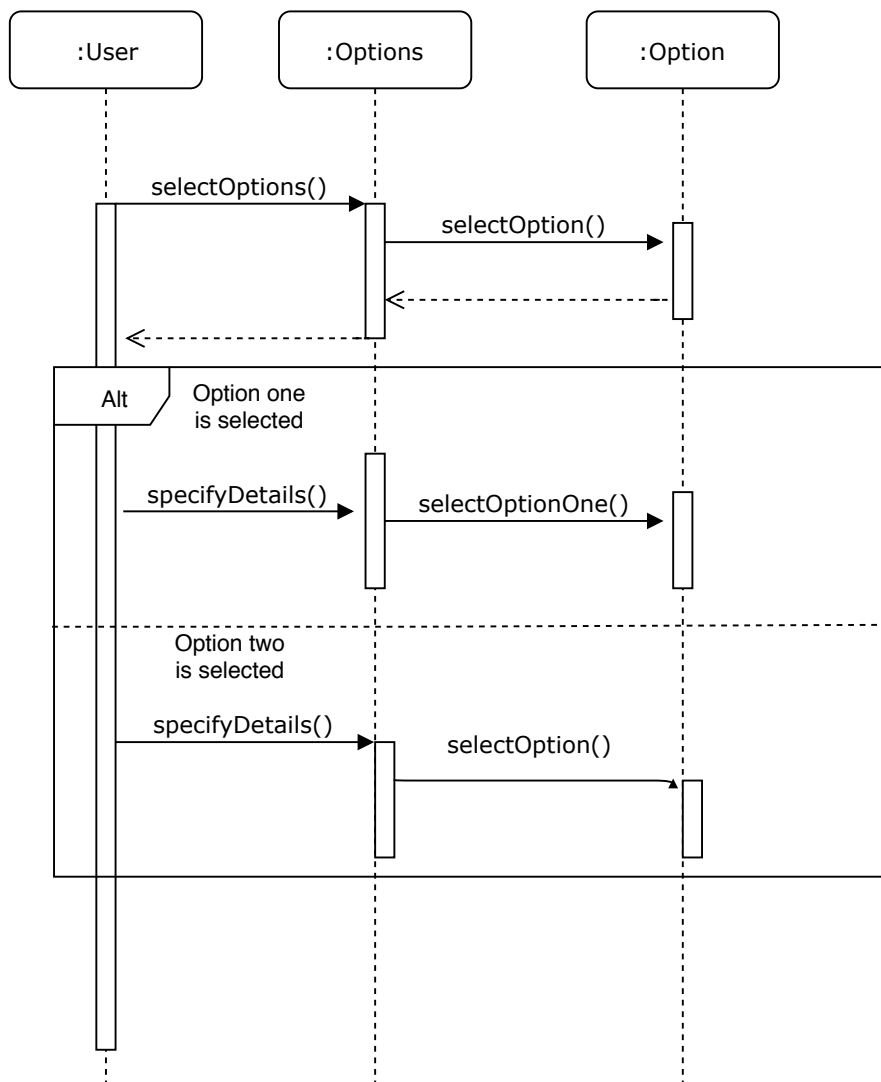 :User
:Options
:Option
selectOptions()
selectOption()
Alt
Option one
is selected
specifyDetails()
selectOptionOne()
Option two
is selected
specifyDetails()
selectOption()